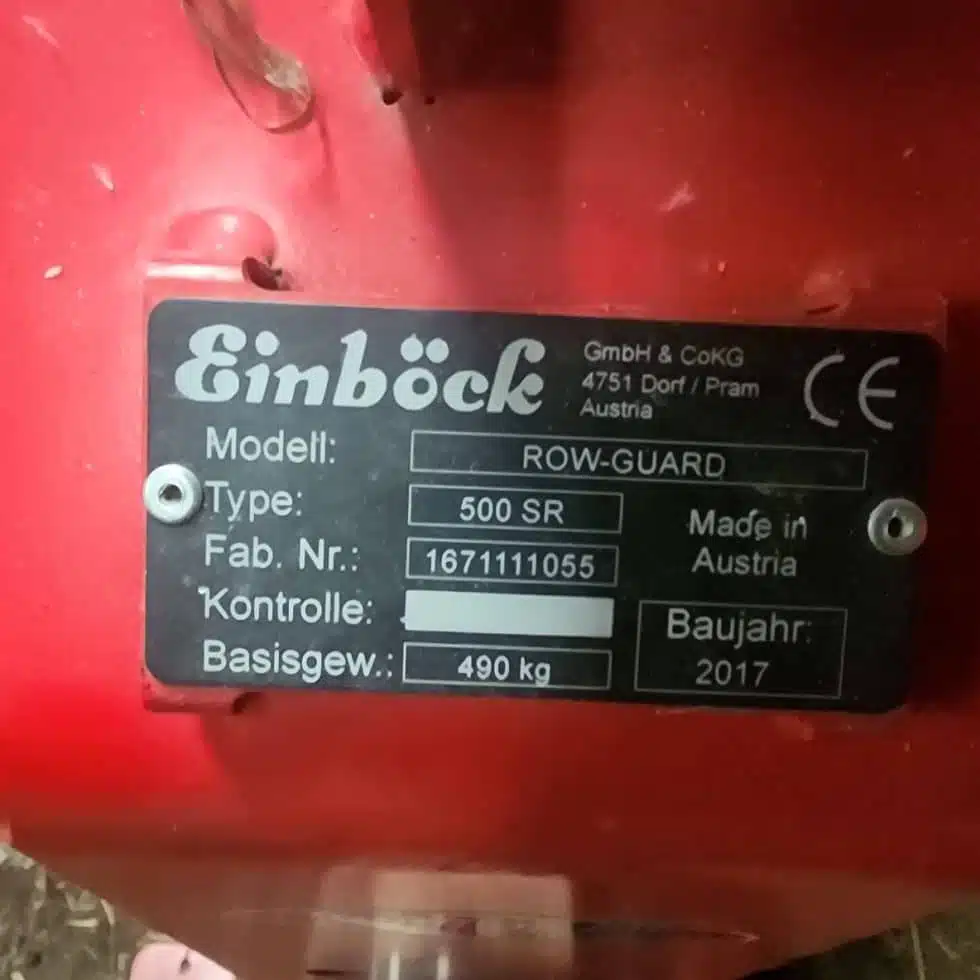 Einböck
GmbH & CoKG
4751 Dorf / Pram
Austria
CE
Modell: ROW-GUARD
Type: 500 SR
Fab. Nr.: 1671111055
Made in
Austria
Kontrolle:
Basisgew.: 490 kg
Baujahr:
2017